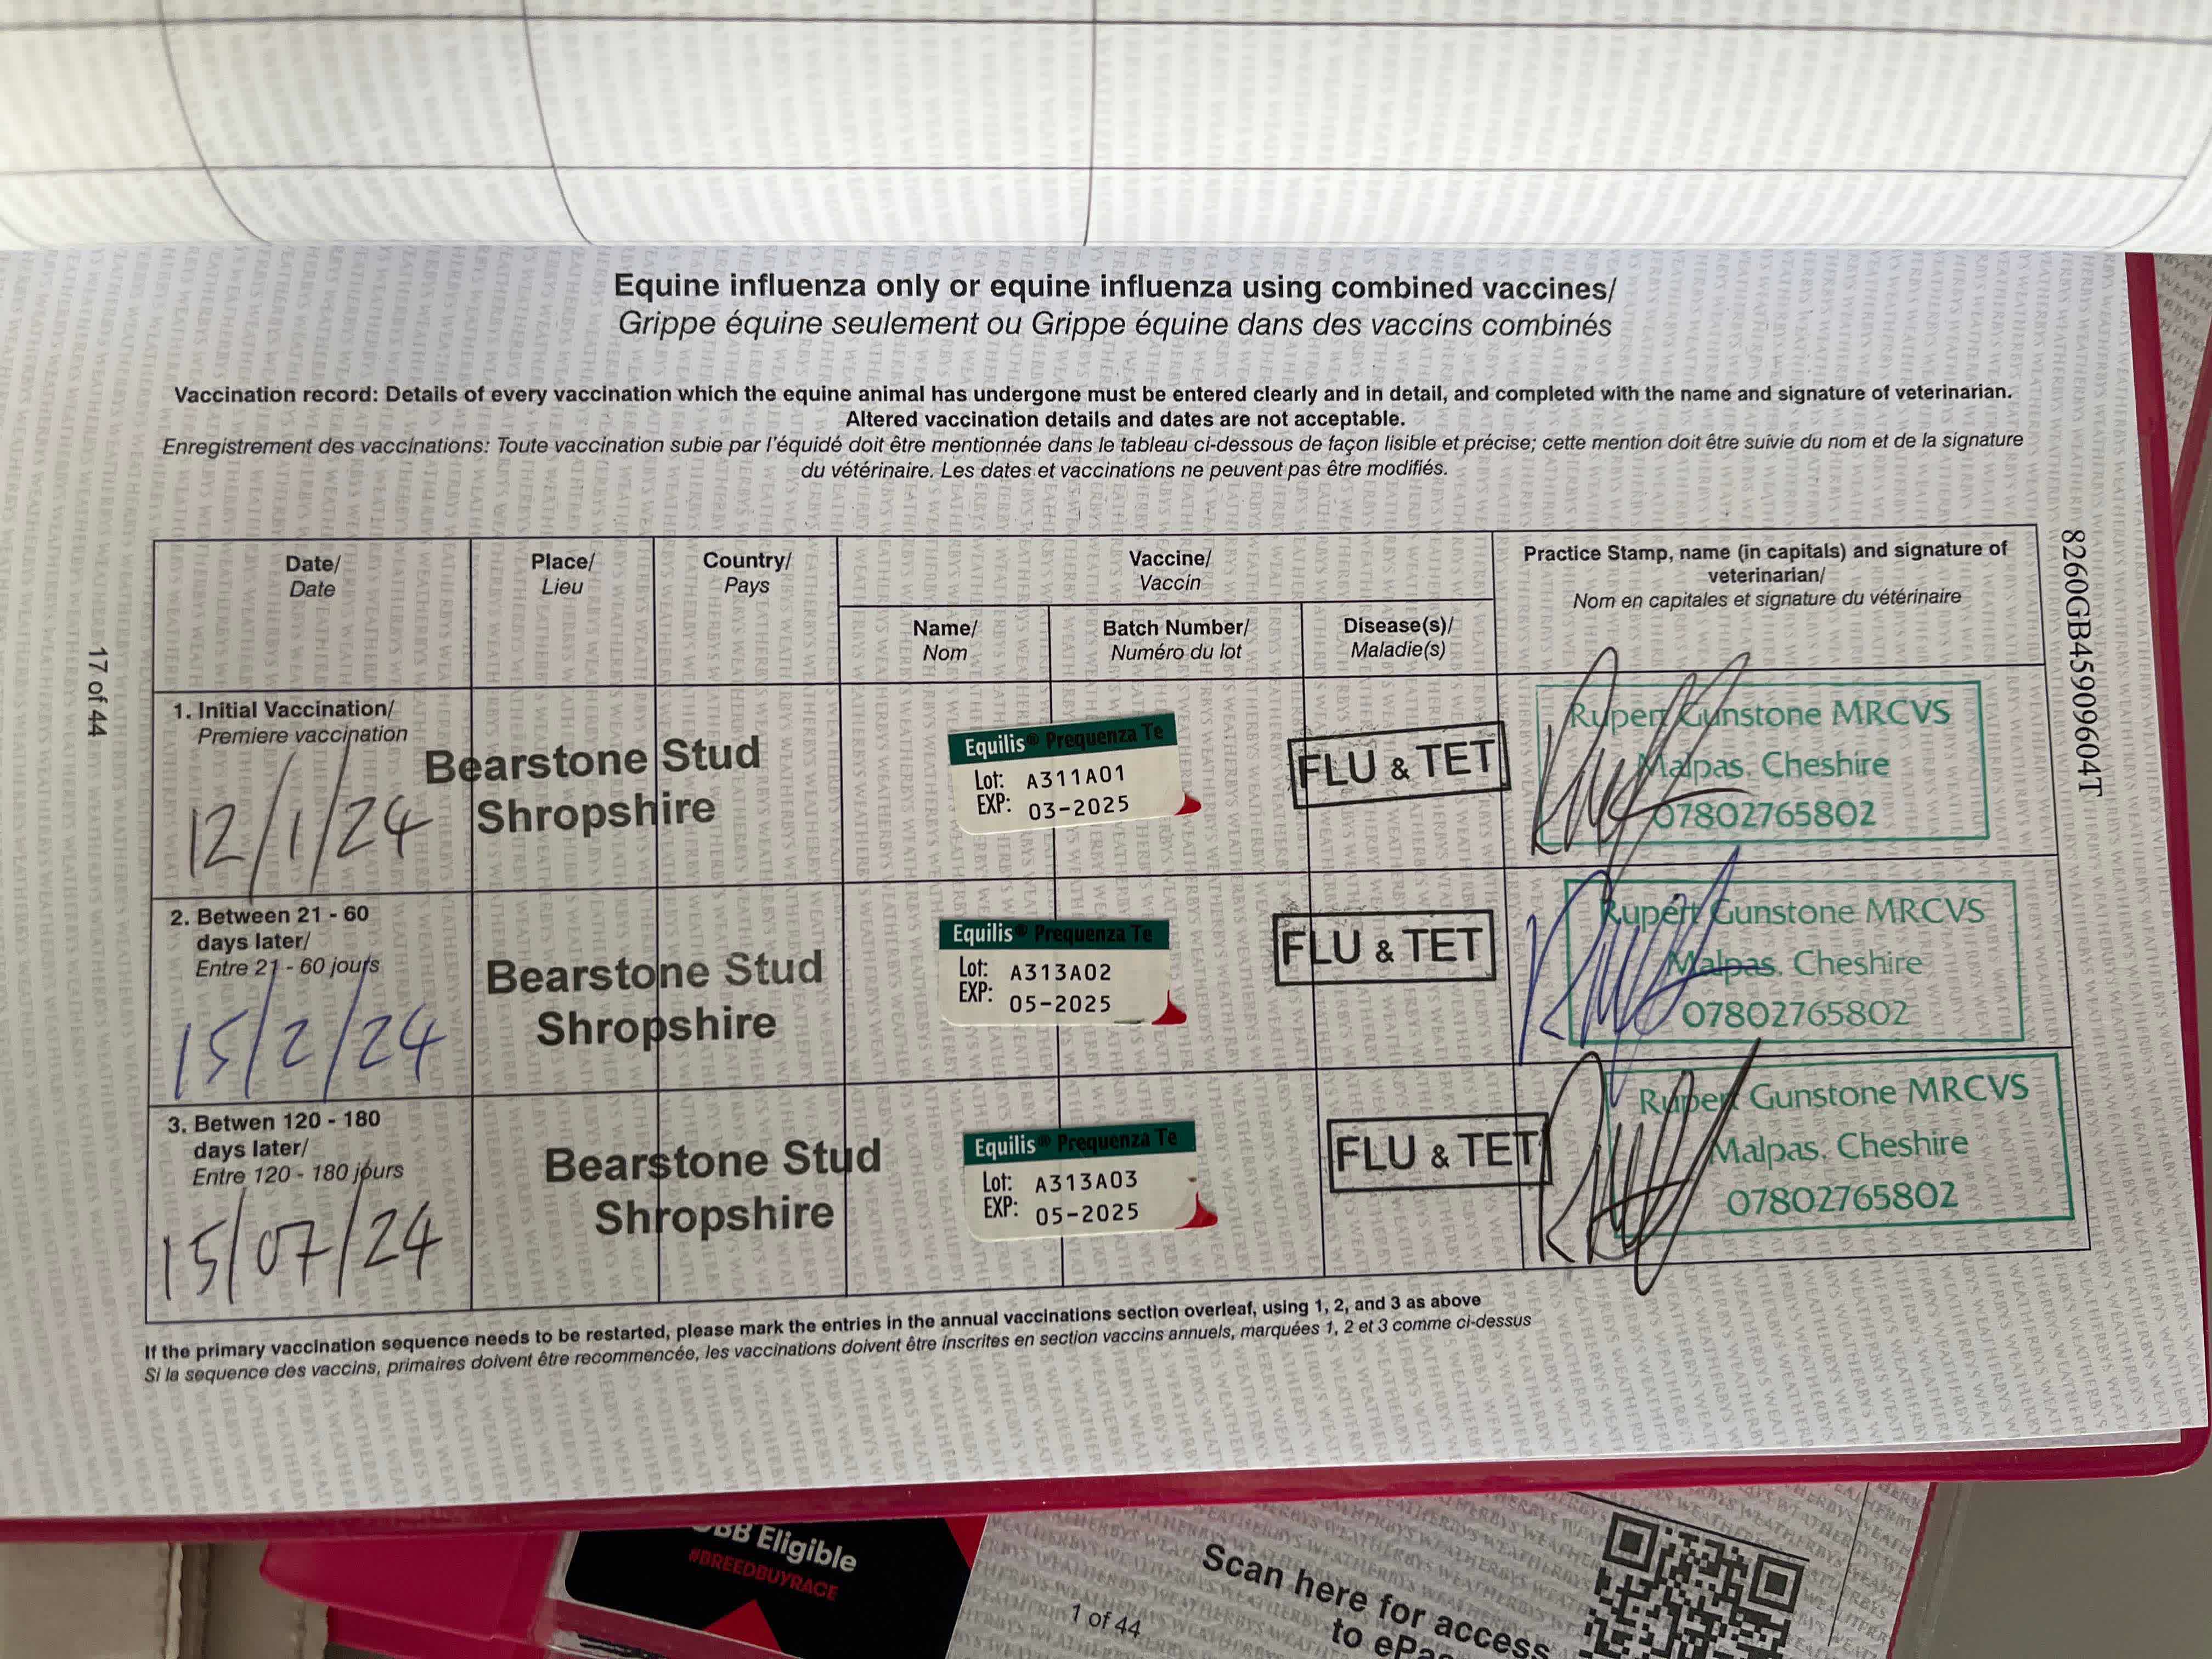 Equine influenza only or equine influenza using combined vaccines/
Grippe équine seulement ou Grippe équine dans des vaccins combinés
Vaccination record: Details of every vaccination which the equine animal has undergone must be entered clearly and in detail, and completed with the name and signature of veterinarian.
Altered vaccination details and dates are not acceptable.
Enregistrement des vaccinations: Toute vaccination subie par l'équidé doit être mentionnée dans le tableau ci-dessous de façon lisible et précise; cette mention doit être suivie du nom et de la signature
du vétérinaire. Les dates et vaccinations ne peuvent pas être modifiés.
Date/
Date
Place/
Lieu
Country/
Pays
Vaccine/
Vaccin
Name/
Nom
Batch Number/
Numéro du lot
Disease(s)/
Maladie(s)
Practice Stamp, name (in capitals) and signature of
veterinarian/
Nom en capitales et signature du vétérinaire
1. Initial Vaccination/
Premiere vaccination
12/1/24
Bearstone Stud
Shropshire
Equilis® Prequenza Te
Lot: A311A01
EXP: 03-2025
FLU & TET
Rupert Gunstone MRCVS
Malpas. Cheshire
07802765802
2. Between 21 - 60
days later/
Entre 21 - 60 jours
15/2/24
Bearstone Stud
Shropshire
Equilis® Prequenza Te
Lot: A313A02
EXP: 05-2025
FLU & TET
Rupert Gunstone MRCVS
Malpas. Cheshire
07802765802
3. Betwen 120 - 180
days later/
Entre 120 - 180 jours
15/07/24
Bearstone Stud
Shropshire
Equilis® Prequenza Te
Lot: A313A03
EXP: 05-2025
FLU & TET
Rupert Gunstone MRCVS
Malpas. Cheshire
07802765802
If the primary vaccination sequence needs to be restarted, please mark the entries in the annual vaccinations section overleaf, using 1, 2, and 3 as above
Si la sequence des vaccins, primaires doivent être recommencée, les vaccinations doivent être inscrites en section vaccins annuels, marquées 1, 2 et 3 comme ci-dessus
17 of 44
8260GB45909604T
Eligible
#BREEDBUYRACE
1 of 44
Scan here for access
to